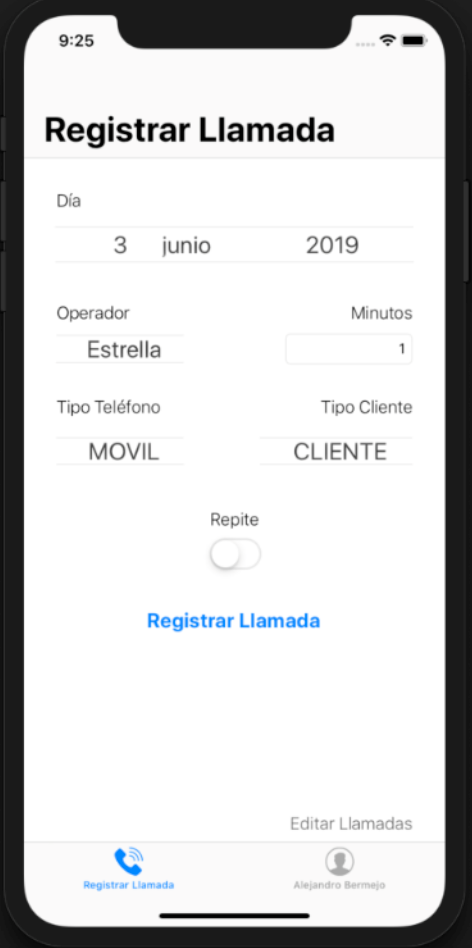 9:25
Registrar Llamada
Día
3 junio 2019
Operador Minutos
Estrella 1
Tipo Teléfono Tipo Cliente
MOVIL CLIENTE
Repite
Registrar Llamada
Editar Llamadas
Registrar Llamada Alejandro Bermejo